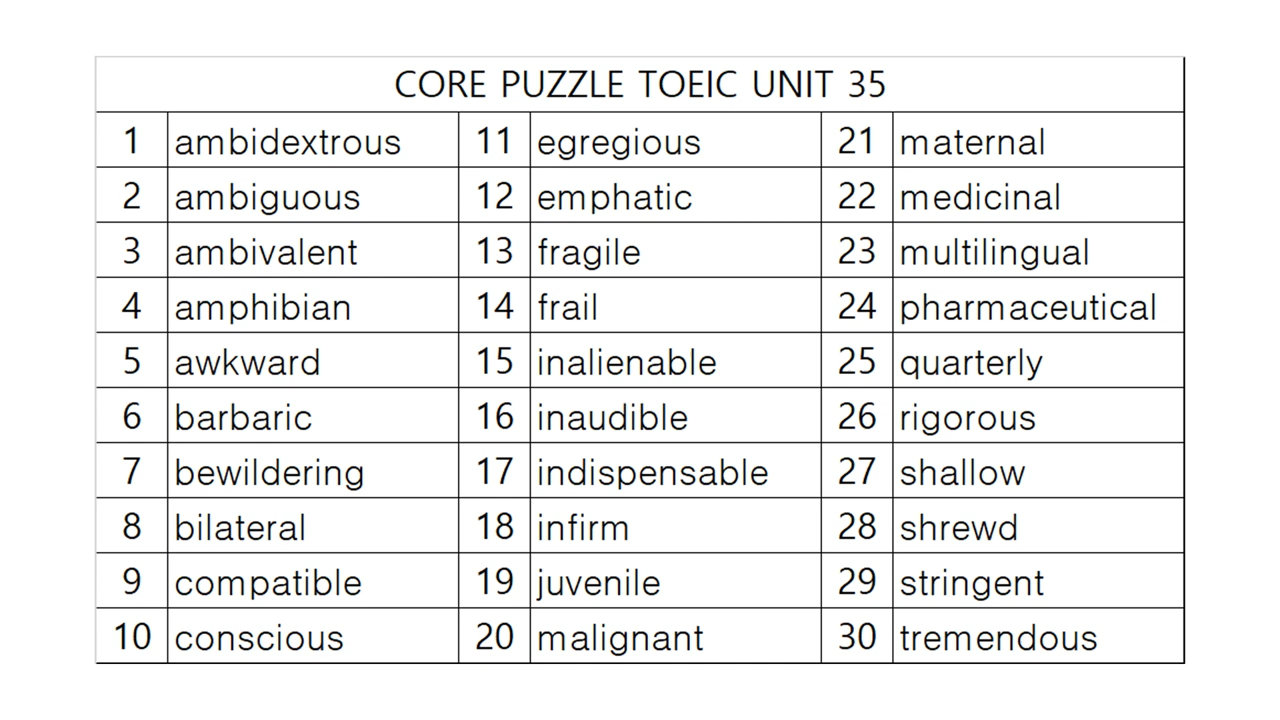 CORE PUZZLE TOEIC UNIT 35
1 ambidextrous 11 egregious 21 maternal
2 ambiguous 12 emphatic 22 medicinal
3 ambivalent 13 fragile 23 multilingual
4 amphibian 14 frail 24 pharmaceutical
5 awkward 15 inalienable 25 quarterly
6 barbaric 16 inaudible 26 rigorous
7 bewildering 17 indispensable 27 shallow
8 bilateral 18 infirm 28 shrewd
9 compatible 19 juvenile 29 stringent
10 conscious 20 malignant 30 tremendous